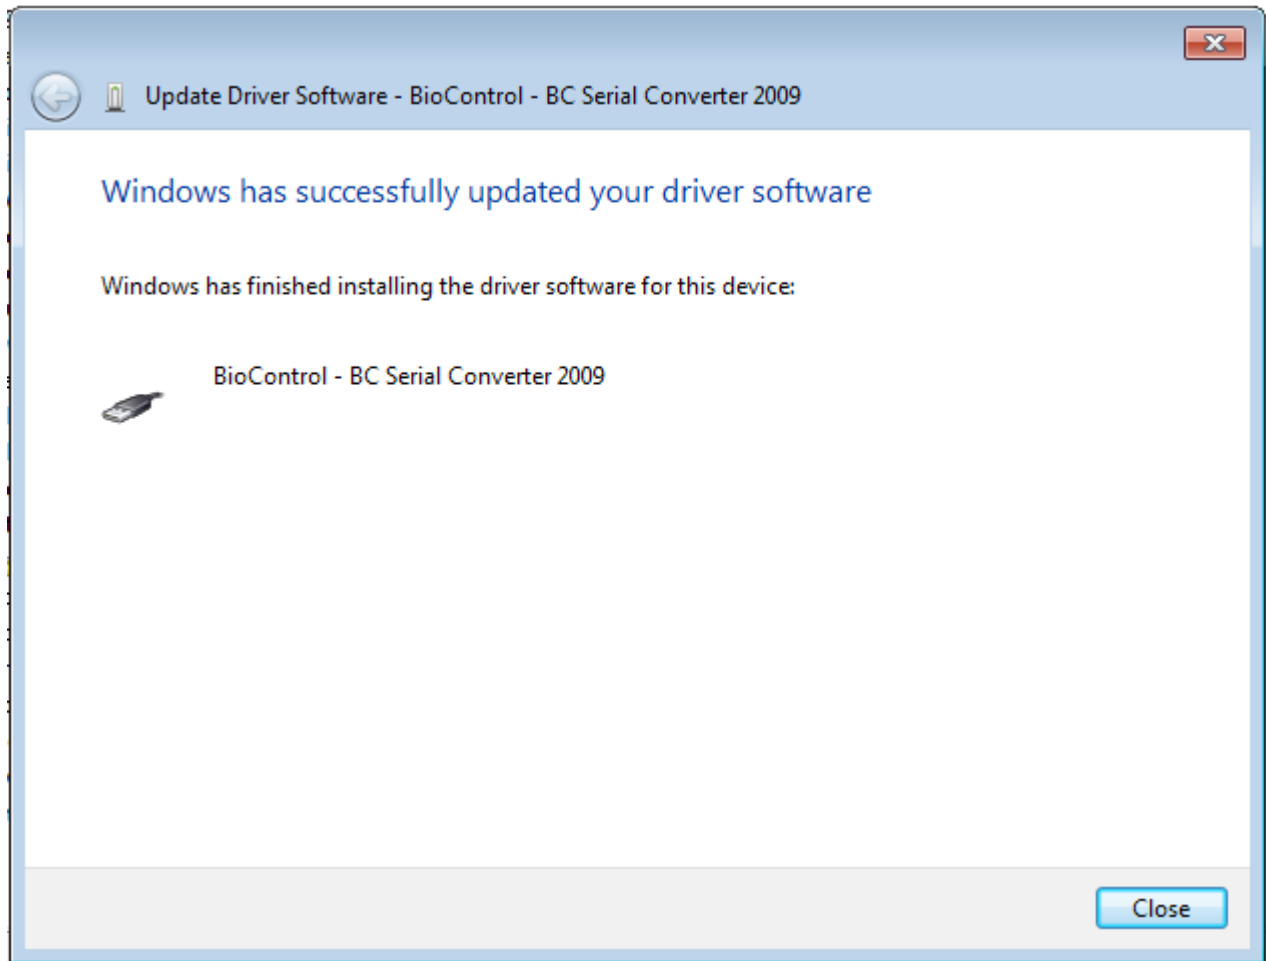 Update Driver Software - BioControl - BC Serial Converter 2009
Windows has successfully updated your driver software
Windows has finished installing the driver software for this device:
BioControl - BC Serial Converter 2009
Close